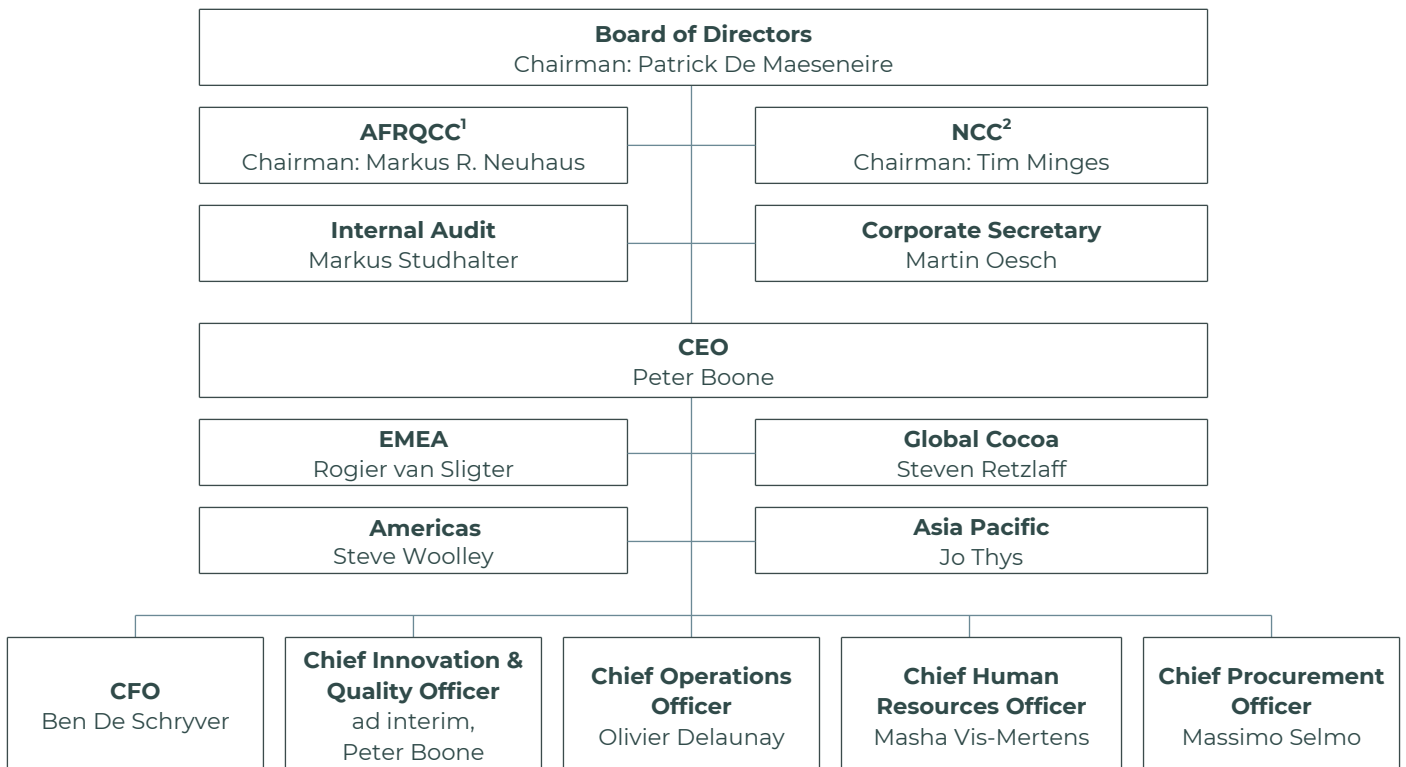 Board of Directors
Chairman: Patrick De Maeseneire
AFRQCC¹
Chairman: Markus R. Neuhaus
NCC²
Chairman: Tim Minges
Internal Audit
Markus Studhalter
Corporate Secretary
Martin Oesch
CEO
Peter Boone
EMEA
Rogier van Sligter
Global Cocoa
Steven Retzlaff
Americas
Steve Woolley
Asia Pacific
Jo Thys
CFO
Ben De Schryver
Chief Innovation &
Quality Officer
ad interim,
Peter Boone
Chief Operations
Officer
Olivier Delaunay
Chief Human
Resources Officer
Masha Vis-Mertens
Chief Procurement
Officer
Massimo Selmo